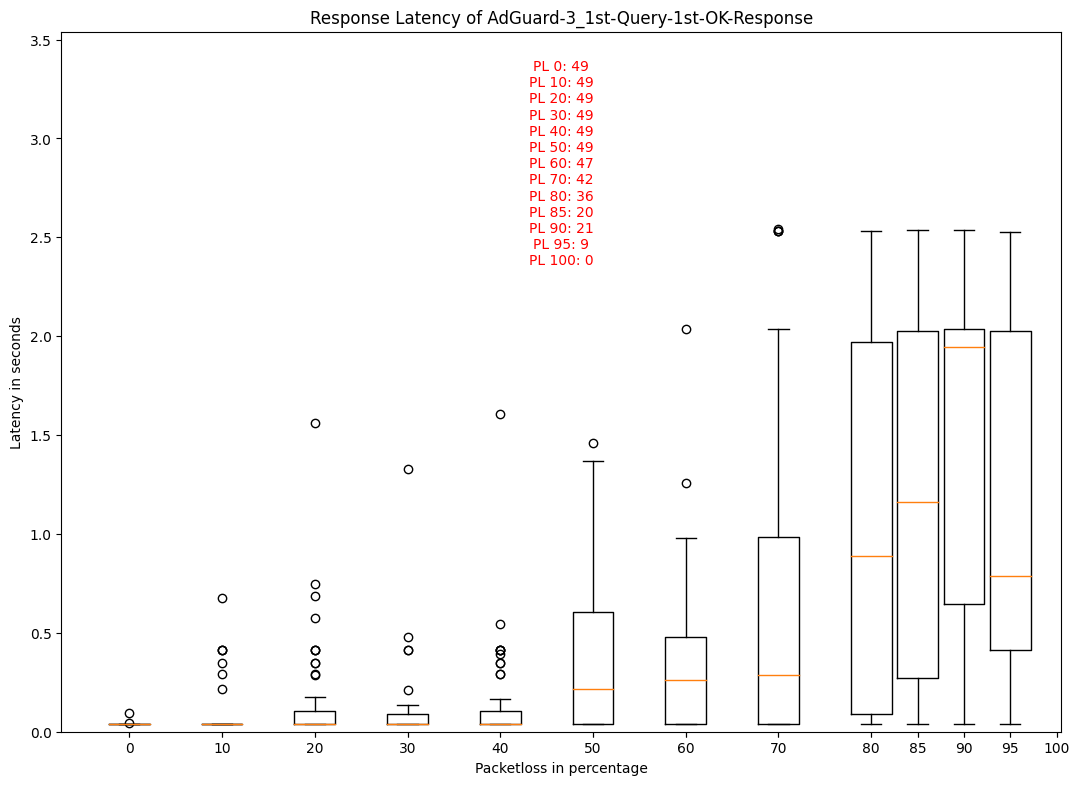 Response Latency of AdGuard-3_1st-Query-1st-OK-Response
3.5
3.0
2.5
2.0
1.5
1.0
0.5
0.0
Latency in seconds
PL 0: 49
PL 10: 49
PL 20: 49
PL 30: 49
PL 40: 49
PL 50: 49
PL 60: 47
PL 70: 42
PL 80: 36
PL 85: 20
PL 90: 21
PL 95: 9
PL 100: 0
0 10 20 30 40 50 60 70 80 85 90 95 100
Packetloss in percentage